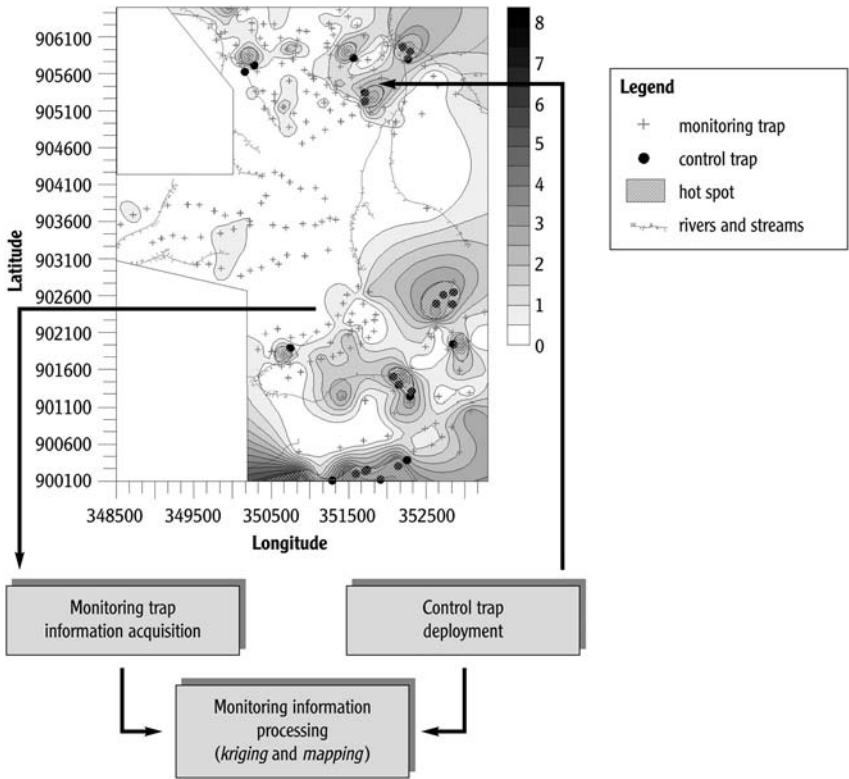 906100
905600
905100
904600
904100
903600
903100
902600
902100
901600
901100
900600
900100
Latitude
348500 349500 350500 351500 352500
Longitude
8
7
6
5
4
3
2
1
0
Legend
monitoring trap
control trap
hot spot
rivers and streams
Monitoring trap
information acquisition
Control trap
deployment
Monitoring information
processing
(kriging and mapping)